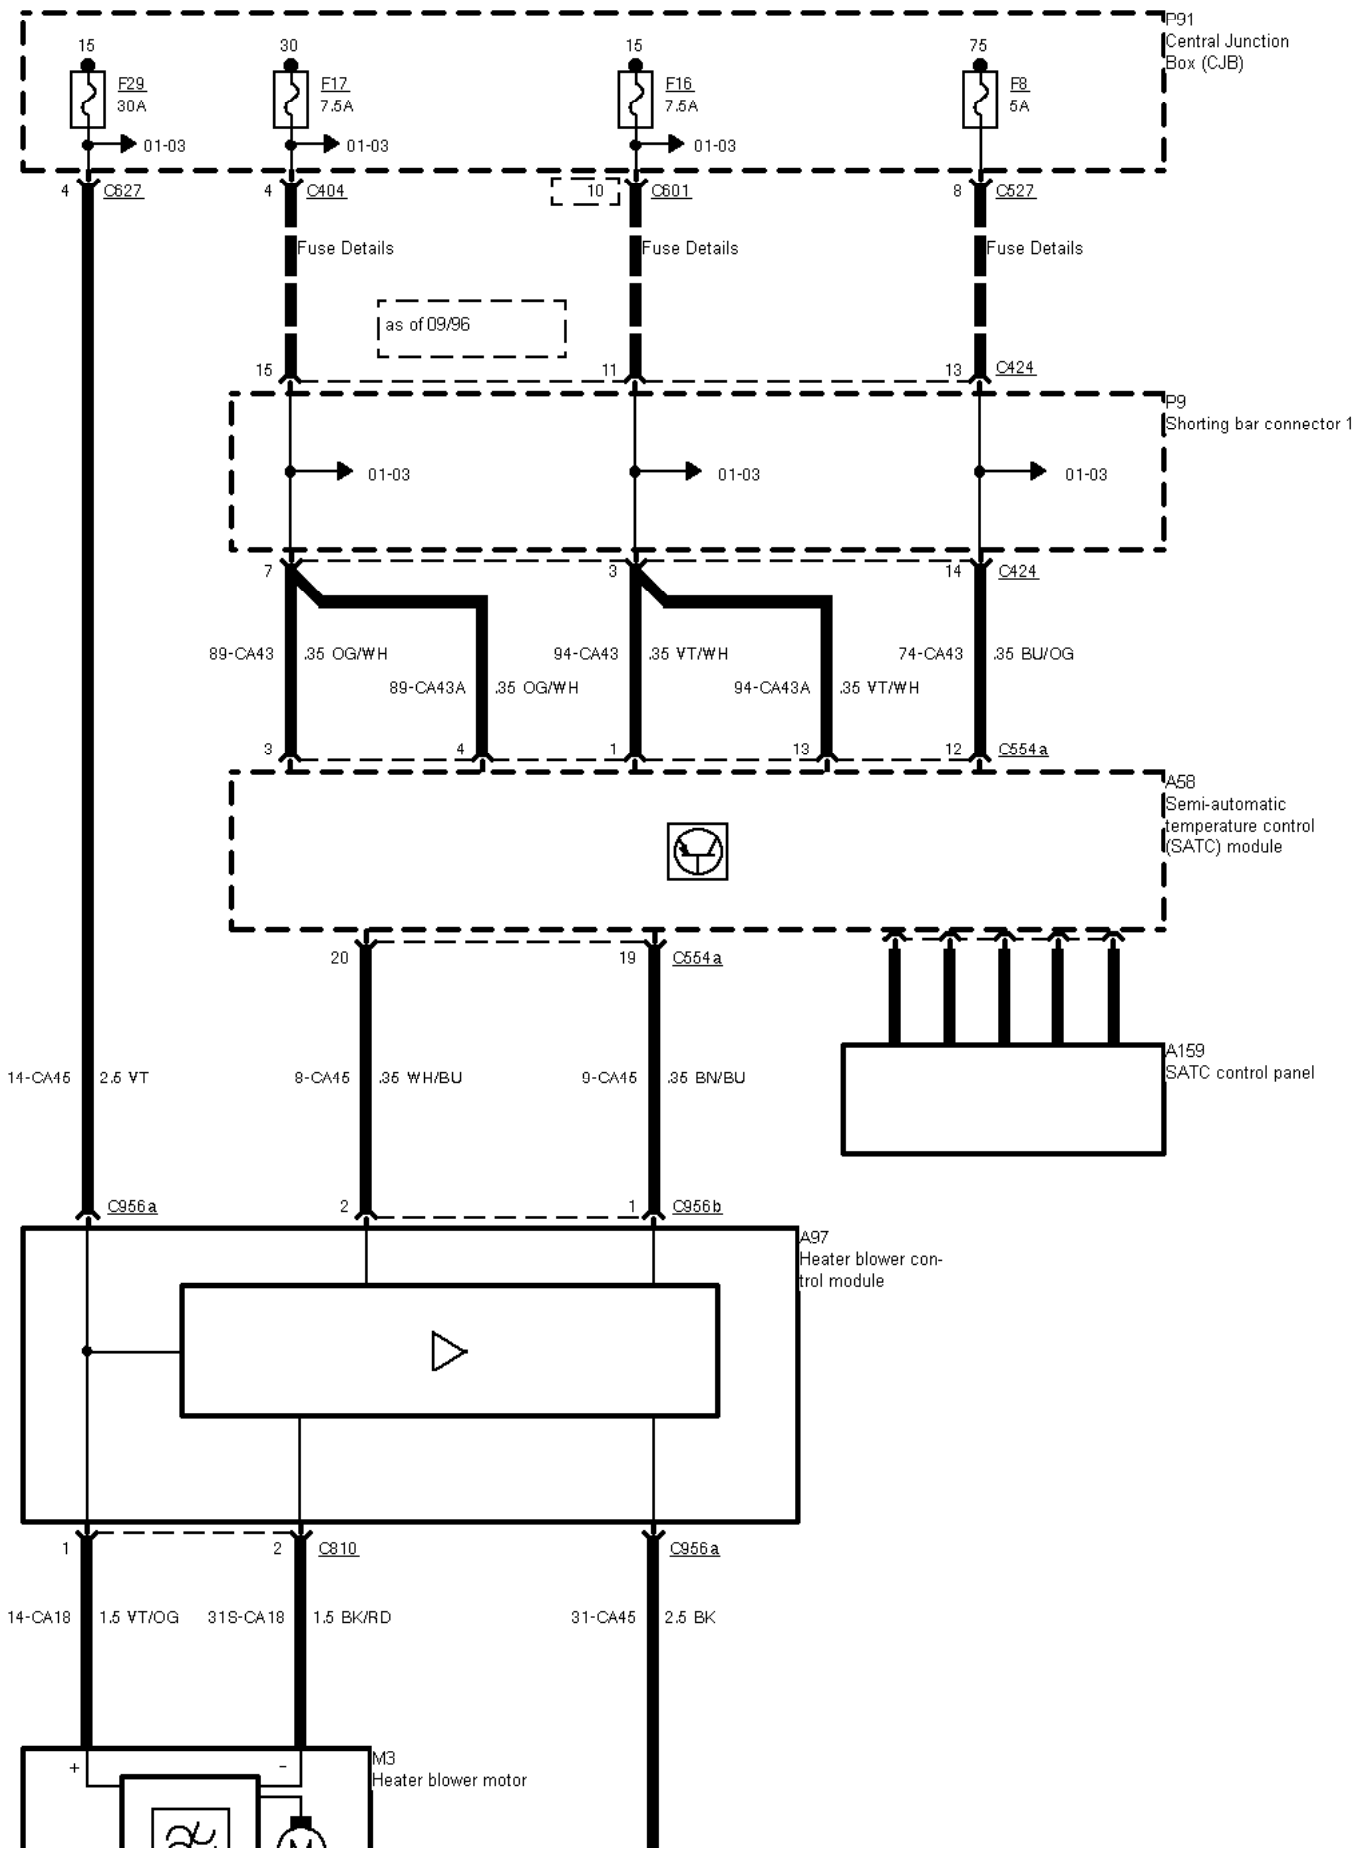 P91
Central Junction
Box (CJB)
15
30
15
75
F29
30A
F17
7.5A
F16
7.5A
F8
5A
01-03
01-03
01-03
4
C627
4
C404
10
C601
8
C527
Fuse Details
Fuse Details
Fuse Details
as of 09/96
15
11
13
C424
P9
Shorting bar connector 1
01-03
01-03
01-03
7
3
14
C424
89-CA43
.35 OG/WH
94-CA43
.35 VT/WH
74-CA43
.35 BU/OG
89-CA43A
.35 OG/WH
94-CA43A
.35 VT/WH
3
4
1
13
12
C554a
A58
Semi-automatic
temperature control
(SATC) module
20
19
C554a
A159
SATC control panel
14-CA45
2.5 VT
8-CA45
.35 WH/BU
9-CA45
.35 BN/BU
C956a
2
1
C956b
A97
Heater blower con-
trol module
1
2
C810
C956a
14-CA18
1.5 VT/OG
31S-CA18
1.5 BK/RD
31-CA45
2.5 BK
M3
Heater blower motor
+
-
M